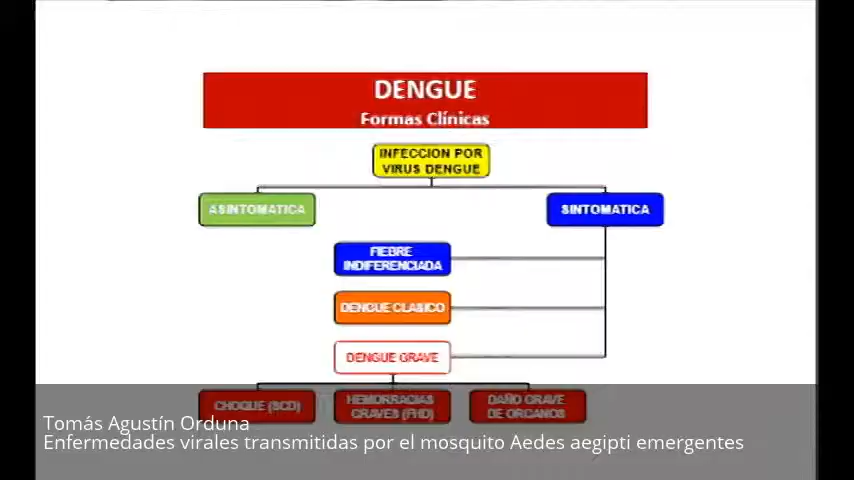 DENGUE
Formas Clínicas
INFECCION POR
VIRUS DENGUE
ASINTOMATICA
SINTOMATICA
FIEBRE
INDIFERENCIADA
DENGUE CLASICO
DENGUE GRAVE
CHOQUE (SCD)
HEMORRAGIAS
GRAVES (FHD)
DAÑO GRAVE
DE ORGANOS
Tomás Agustín Orduna
Enfermedades virales transmitidas por el mosquito Aedes aegipti emergentes